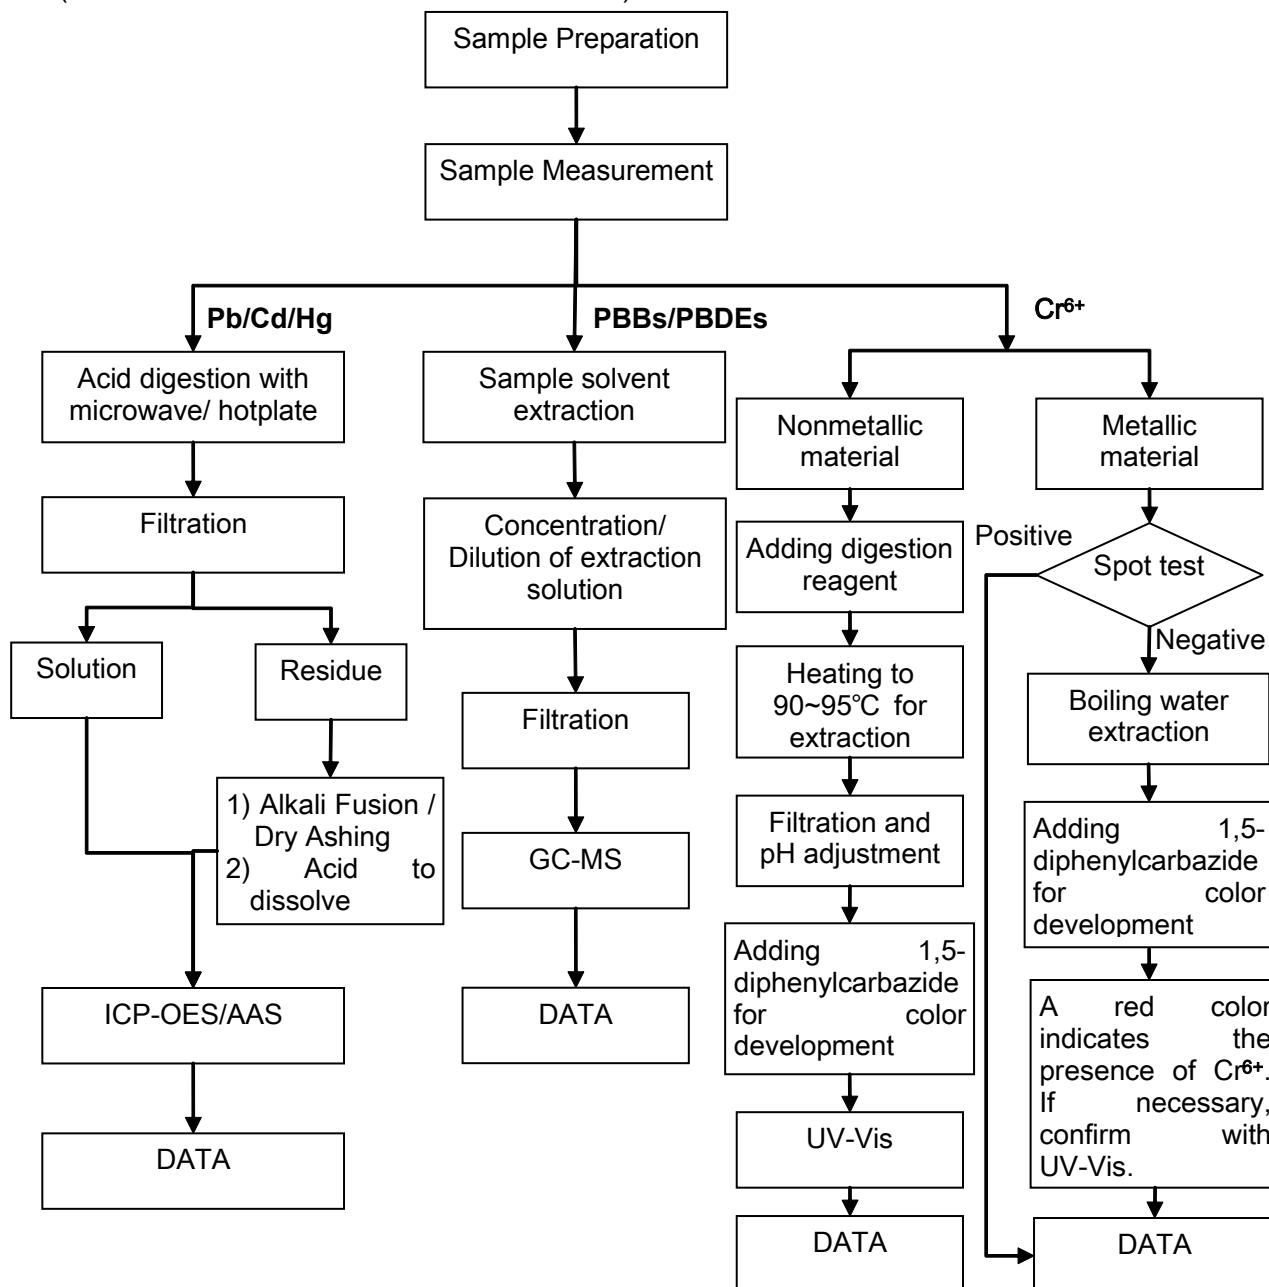 Sample Preparation
Sample Measurement
Pb/Cd/Hg
PBBs/PBDEs
Cr6+
Acid digestion with
microwave/ hotplate
Filtration
Solution
Residue
1) Alkali Fusion /
Dry Ashing
2) Acid to
dissolve
ICP-OES/AAS
DATA
Sample solvent
extraction
Concentration/
Dilution of extraction
solution
Filtration
GC-MS
DATA
Nonmetallic
material
Adding digestion
reagent
Heating to
90~95℃ for
extraction
Filtration and
pH adjustment
Adding 1,5-
diphenylcarbazide
for color
development
UV-Vis
DATA
Metallic
material
Positive
Spot test
Negative
Boiling water
extraction
Adding 1,5-
diphenylcarbazide
for color
development
A red color
indicates the
presence of Cr6+.
If necessary,
confirm with
UV-Vis.
DATA